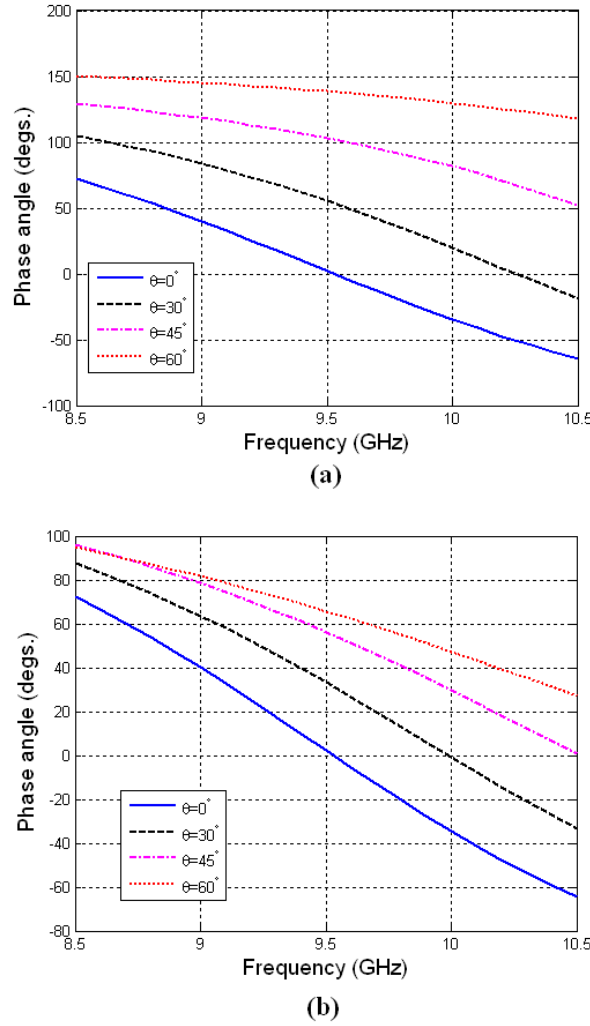 200
150
100
50
0
-50
-100
Phase angle (degs.)
θ=0°
θ=30°
θ=45°
θ=60°
8.5 9 9.5 10 10.5
Frequency (GHz)
(a)
100
80
60
40
20
0
-20
-40
-60
-80
Phase angle (degs.)
θ=0°
θ=30°
θ=45°
θ=60°
8.5 9 9.5 10 10.5
Frequency (GHz)
(b)